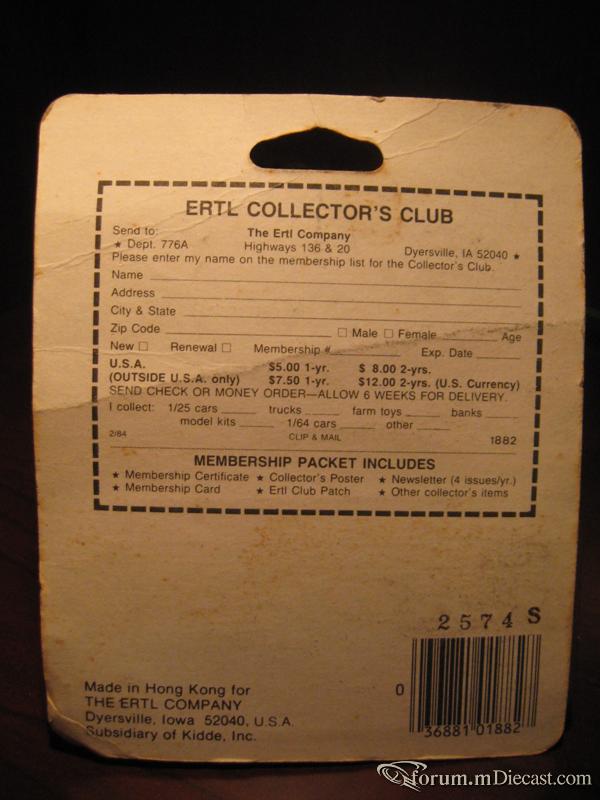 ERTL COLLECTOR'S CLUB
Send to: The Ertl Company
★ Dept. 776A Highways 136 & 20 Dyersville, IA 52040 ★
Please enter my name on the membership list for the Collector's Club.
Name
Address
City & State
Zip Code □ Male □ Female Age
New □ Renewal □ Membership # Exp. Date
U.S.A. $5.00 1-yr. $ 8.00 2-yrs.
(OUTSIDE U.S.A. only) $7.50 1-yr. $12.00 2-yrs. (U.S. Currency)
SEND CHECK OR MONEY ORDER—ALLOW 6 WEEKS FOR DELIVERY.
I collect: 1/25 cars trucks farm toys banks
model kits 1/64 cars other
2/84 CLIP & MAIL 1882
MEMBERSHIP PACKET INCLUDES
★ Membership Certificate ★ Collector's Poster ★ Newsletter (4 issues/yr.)
★ Membership Card ★ Ertl Club Patch ★ Other collector's items
2574 S
0 36881 01882
Made in Hong Kong for
THE ERTL COMPANY
Dyersville, Iowa 52040, U.S.A.
Subsidiary of Kidde, Inc.
forum.mDiecast.com